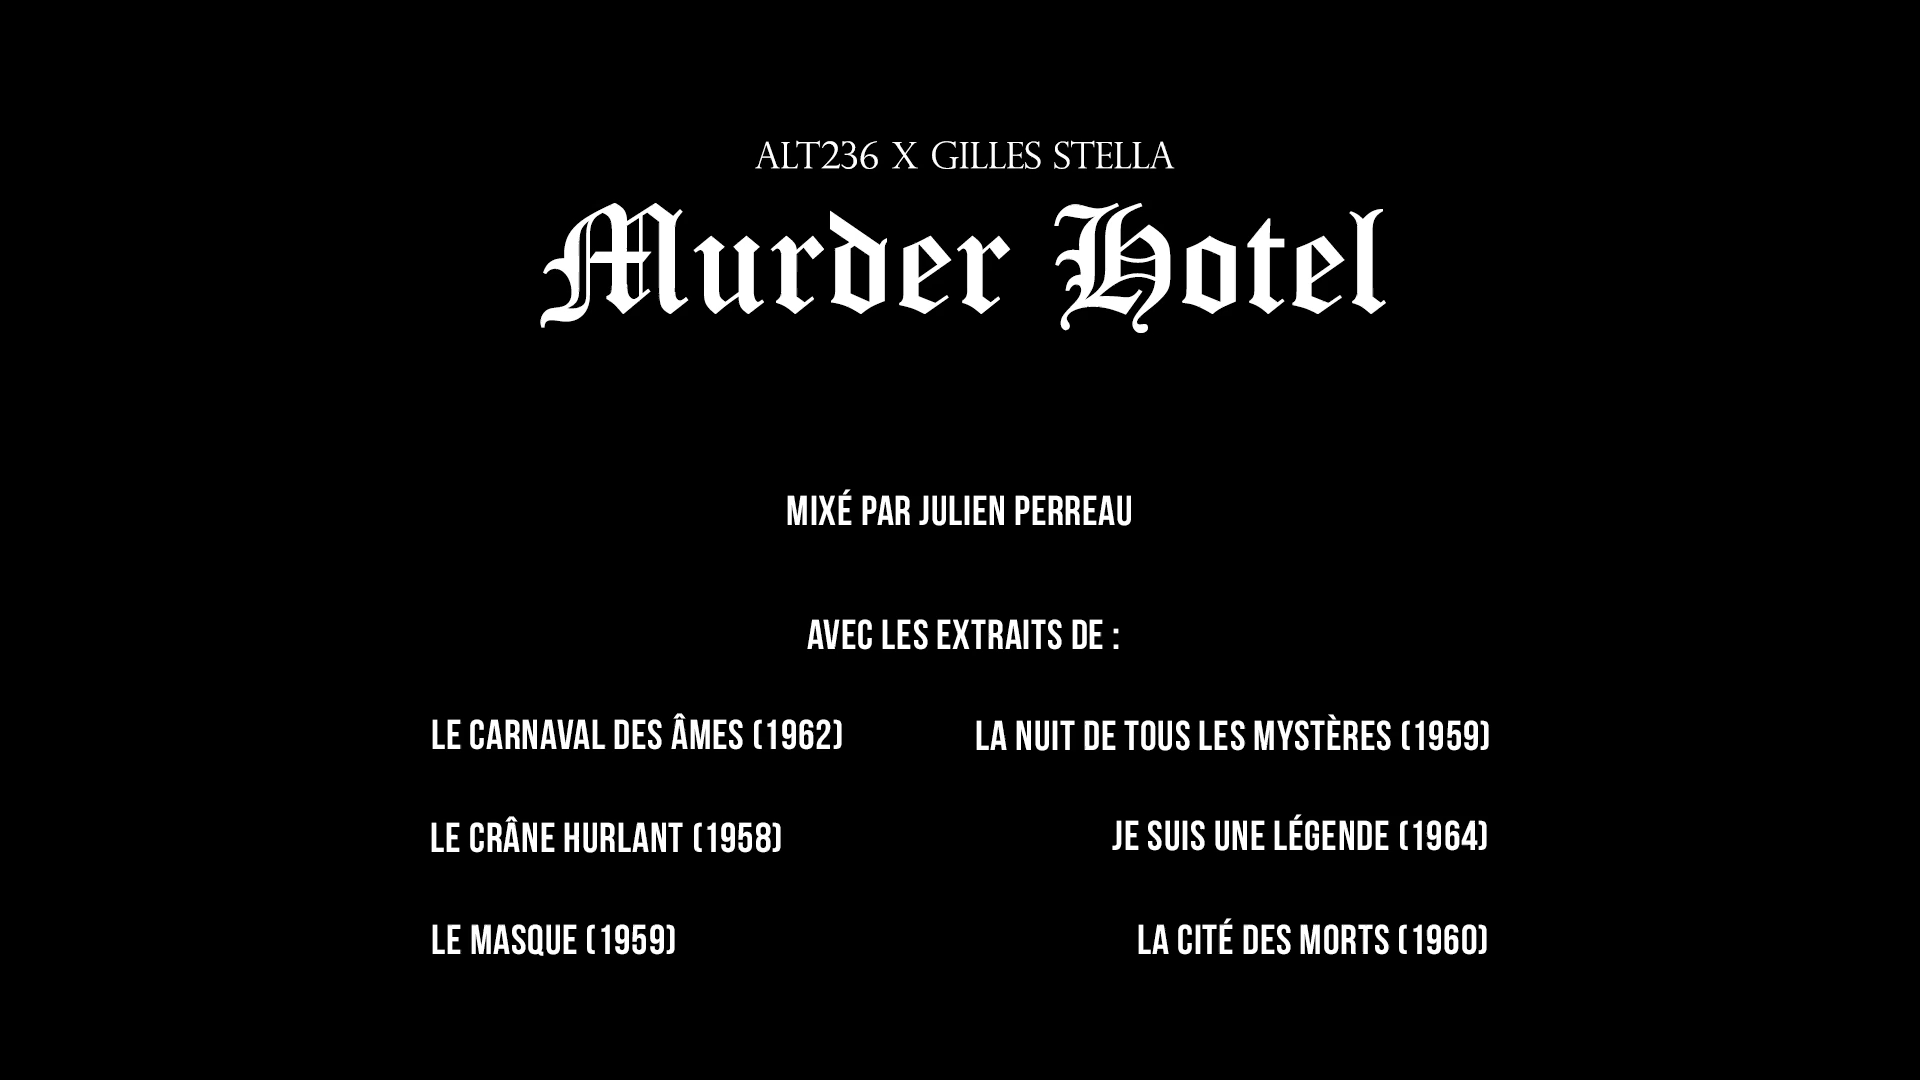 ALT236 X GILLES STELLA
Murder Hotel
MIXÉ PAR JULIEN PERREAU
AVEC LES EXTRAITS DE :
LE CARNAVAL DES ÂMES (1962)
LA NUIT DE TOUS LES MYSTÈRES (1959)
LE CRÂNE HURLANT (1958)
JE SUIS UNE LÉGENDE (1964)
LE MASQUE (1959)
LA CITÉ DES MORTS (1960)